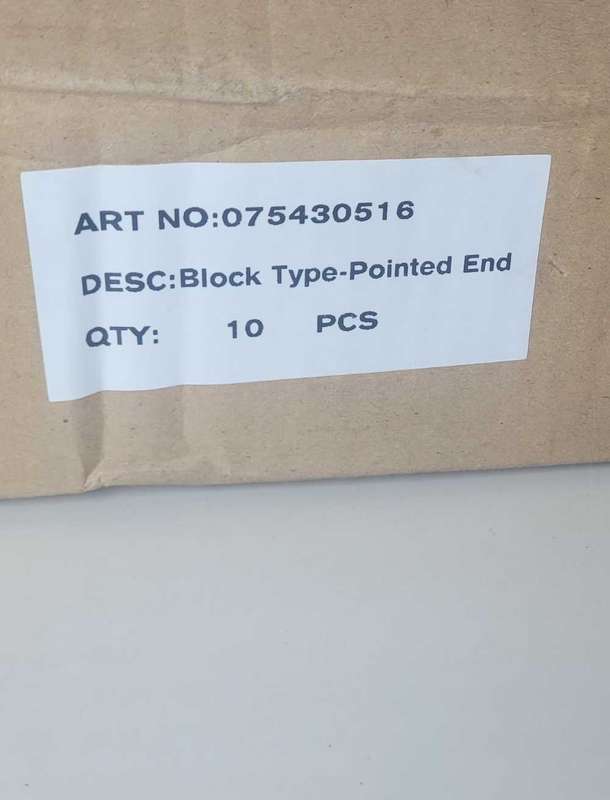 ART NO:075430516
DESC:Block Type-Pointed End
QTY: 10 PCS